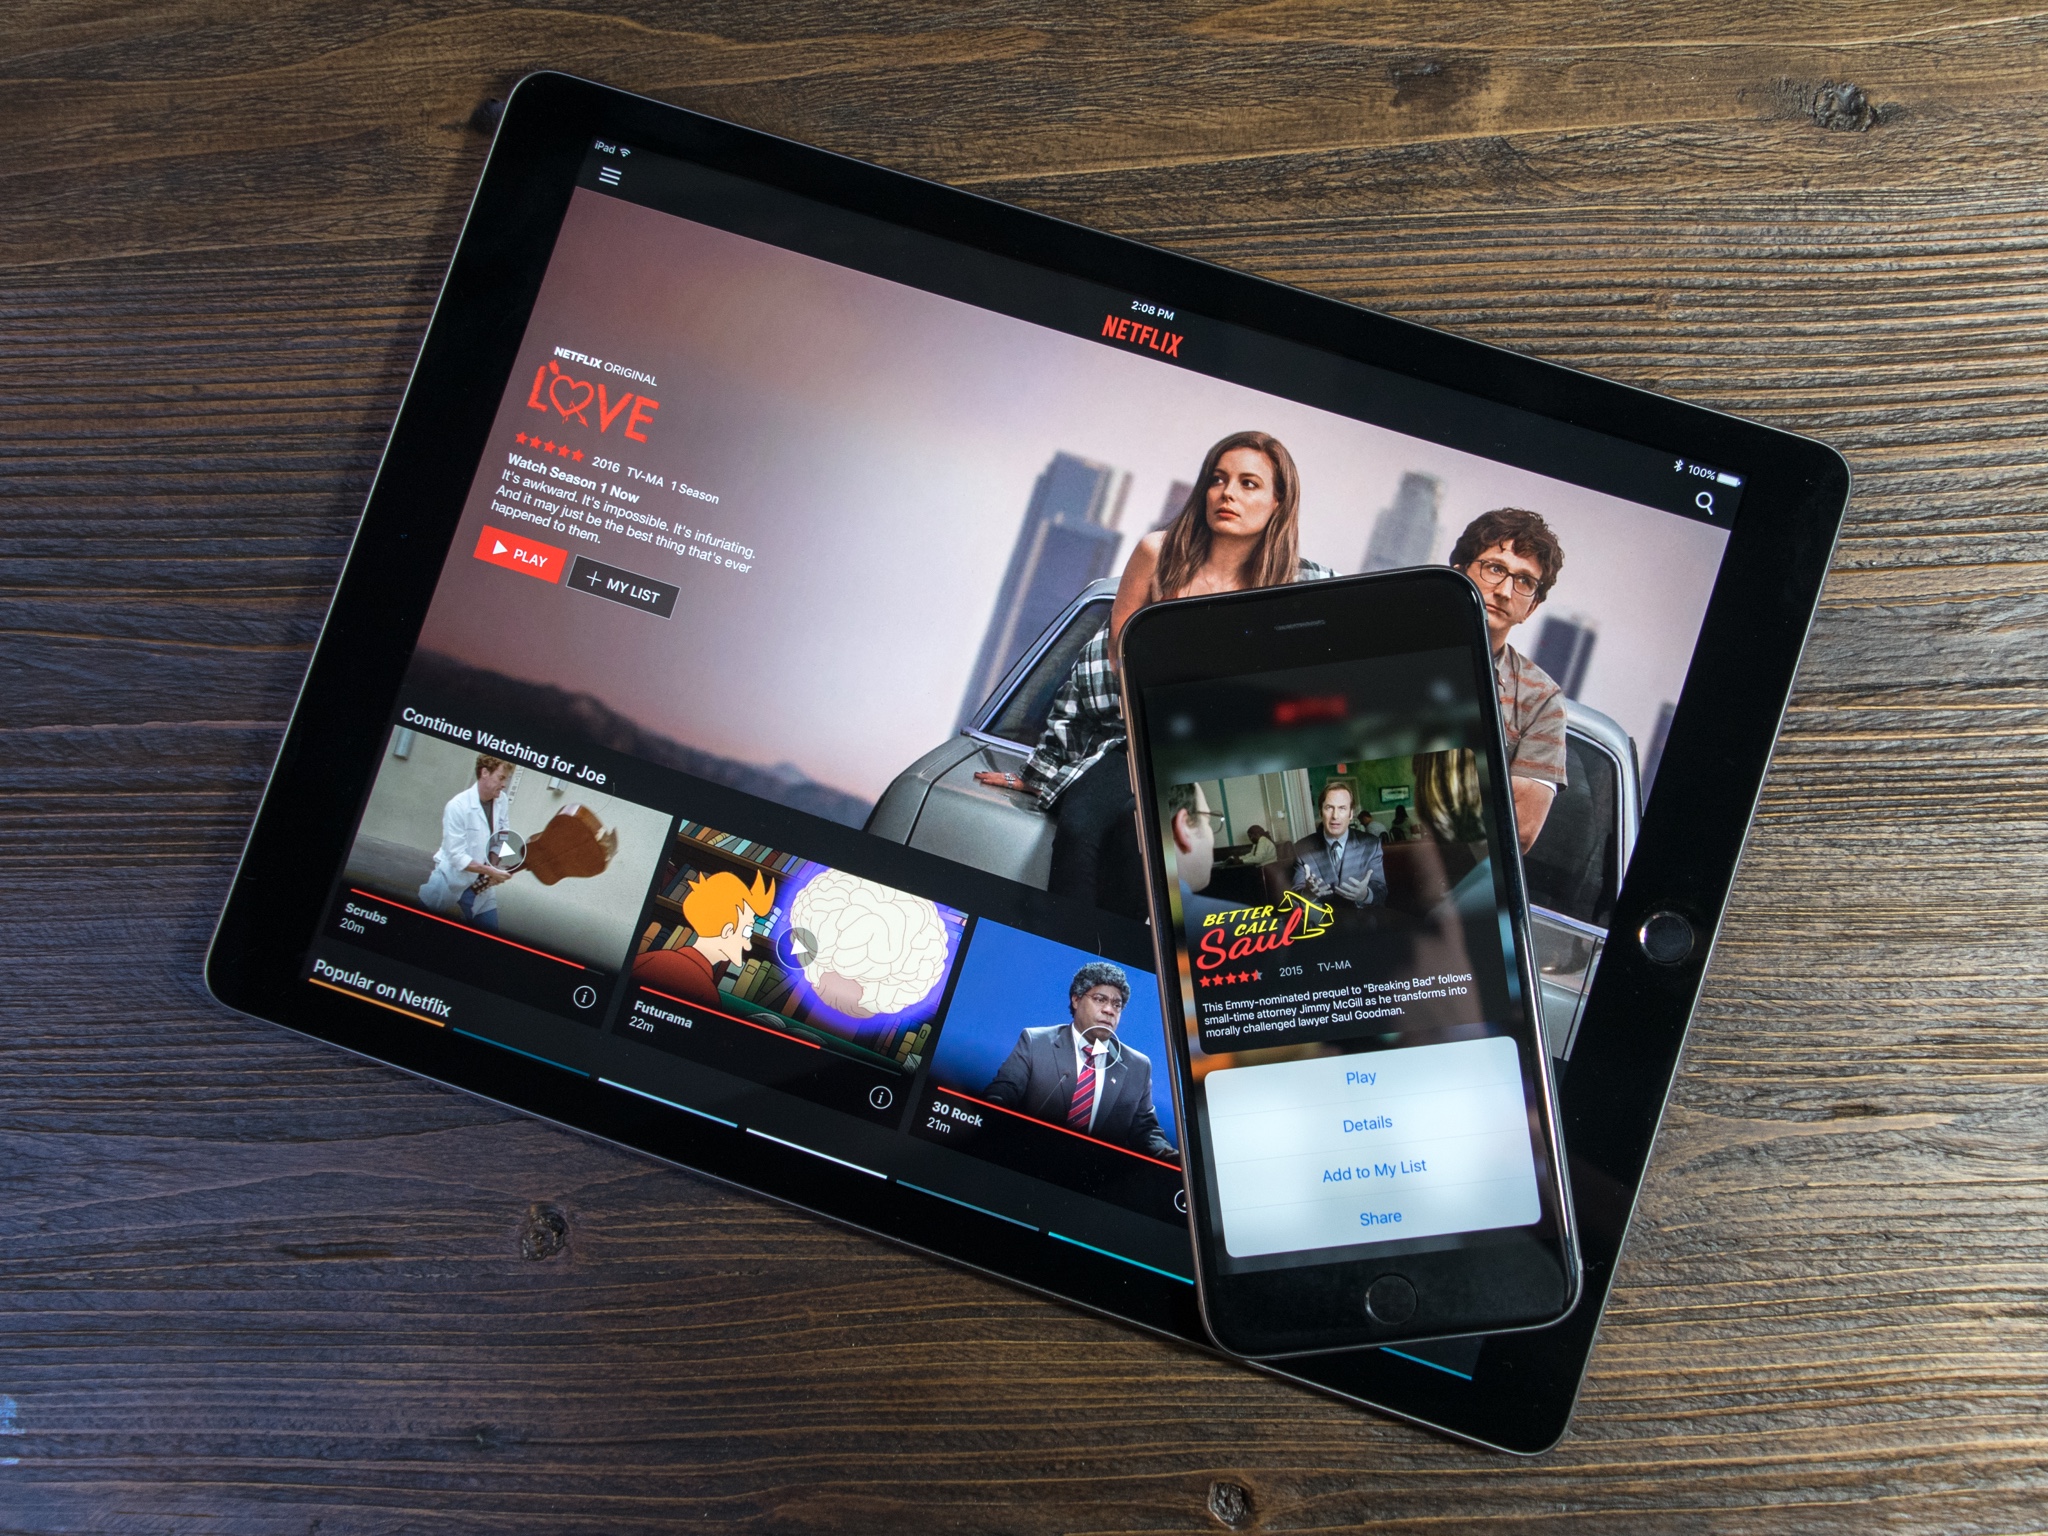 iPad
2:08 PM
100%
NETFLIX
NETFLIX ORIGINAL
LOVE
2016 TV-MA 1 Season
Watch Season 1 Now
It's awkward. It's impossible. It's infuriating.
And it may just be the best thing that's ever
happened to them.
PLAY
+ MY LIST
Continue Watching for Joe
Scrubs
20m
Futurama
22m
30 Rock
21m
Popular on Netflix
BETTER
CALL
Saul
2015 TV-MA
This Emmy-nominated prequel to "Breaking Bad" follows
small-time attorney Jimmy McGill as he transforms into
morally challenged lawyer Saul Goodman.
Play
Details
Add to My List
Share